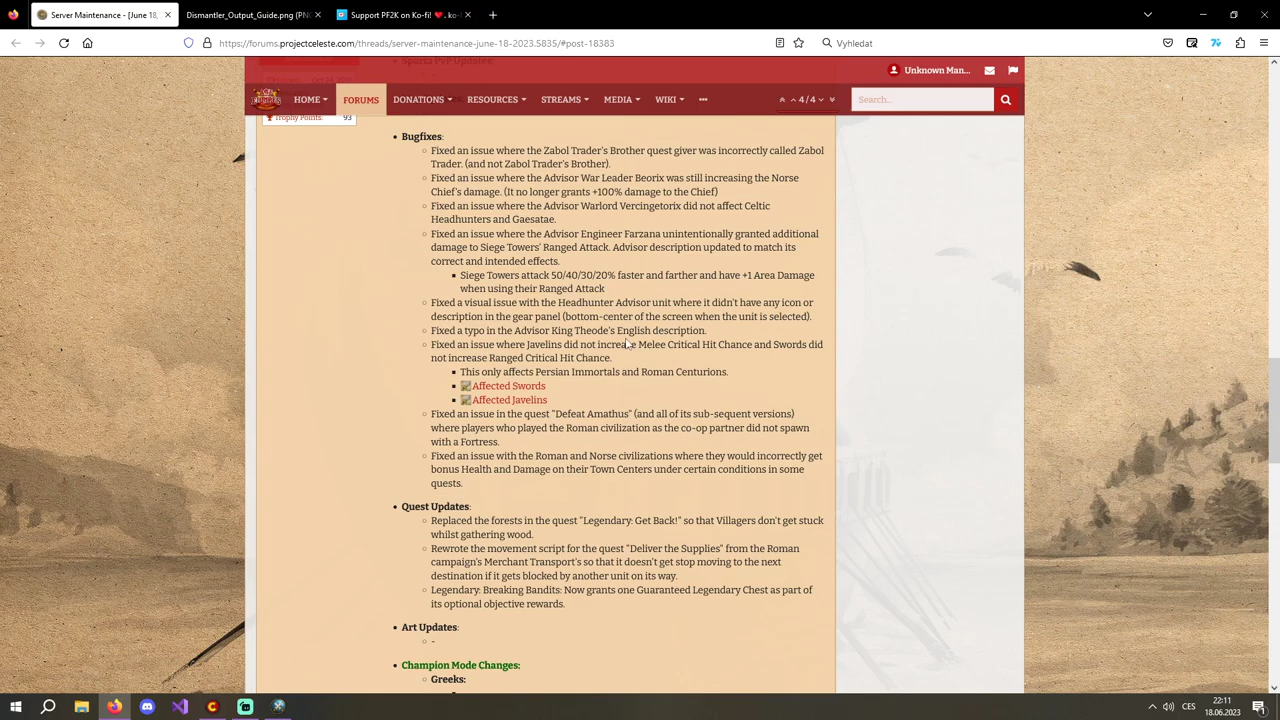 Server Maintenance - [June 18,
Dismantler_Output_Guide.png (PN
Support PF2K on Ko-fi! ❤️. ko-
https://forums.projectceleste.com/threads/server-maintenance-june-18-2023.5835/#post-18383
Vyhledat
Sparta PvP Updates:
Unknown Man...
HOME
FORUMS
DONATIONS
RESOURCES
STREAMS
MEDIA
WIKI
•••
4 / 4
Search...
Trophy Points: 93
• Bugfixes:
Fixed an issue where the Zabol Trader's Brother quest giver was incorrectly called Zabol
Trader. (and not Zabol Trader's Brother).
Fixed an issue where the Advisor War Leader Beorix was still increasing the Norse
Chief's damage. (It no longer grants +100% damage to the Chief)
Fixed an issue where the Advisor Warlord Vercingetorix did not affect Celtic
Headhunters and Gaesatae.
Fixed an issue where the Advisor Engineer Farzana unintentionally granted additional
damage to Siege Towers' Ranged Attack. Advisor description updated to match its
correct and intended effects.
Siege Towers attack 50/40/30/20% faster and farther and have +1 Area Damage
when using their Ranged Attack
Fixed a visual issue with the Headhunter Advisor unit where it didn't have any icon or
description in the gear panel (bottom-center of the screen when the unit is selected).
Fixed a typo in the Advisor King Theode's English description.
Fixed an issue where Javelins did not increase Melee Critical Hit Chance and Swords did
not increase Ranged Critical Hit Chance.
This only affects Persian Immortals and Roman Centurions.
Affected Swords
Affected Javelins
Fixed an issue in the quest "Defeat Amathus" (and all of its sub-sequent versions)
where players who played the Roman civilization as the co-op partner did not spawn
with a Fortress.
Fixed an issue with the Roman and Norse civilizations where they would incorrectly get
bonus Health and Damage on their Town Centers under certain conditions in some
quests.
• Quest Updates:
Replaced the forests in the quest "Legendary: Get Back!" so that Villagers don't get stuck
whilst gathering wood.
Rewrote the movement script for the quest "Deliver the Supplies" from the Roman
campaign's Merchant Transport's so that it doesn't get stop moving to the next
destination if it gets blocked by another unit on its way.
Legendary: Breaking Bandits: Now grants one Guaranteed Legendary Chest as part of
its optional objective rewards.
• Art Updates:
-
• Champion Mode Changes:
Greeks:
CES
22:11
18.06.2023